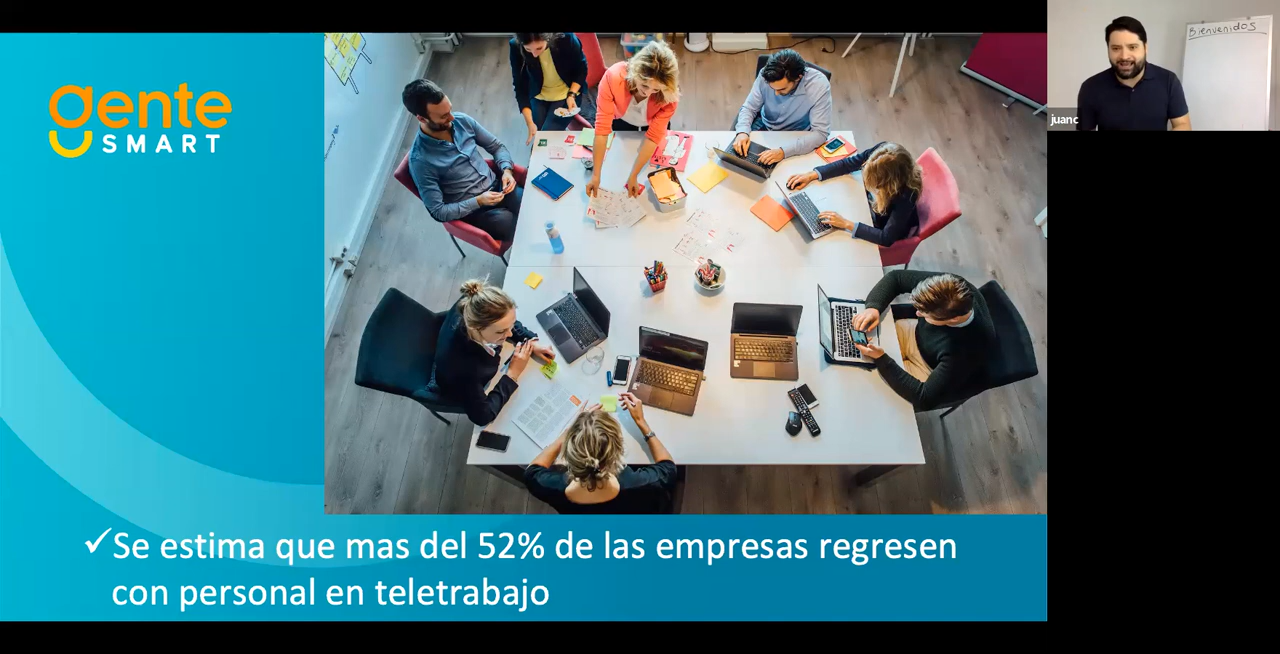 gente
SMART
Bienvenidos
juanc
✓Se estima que mas del 52% de las empresas regresen
con personal en teletrabajo